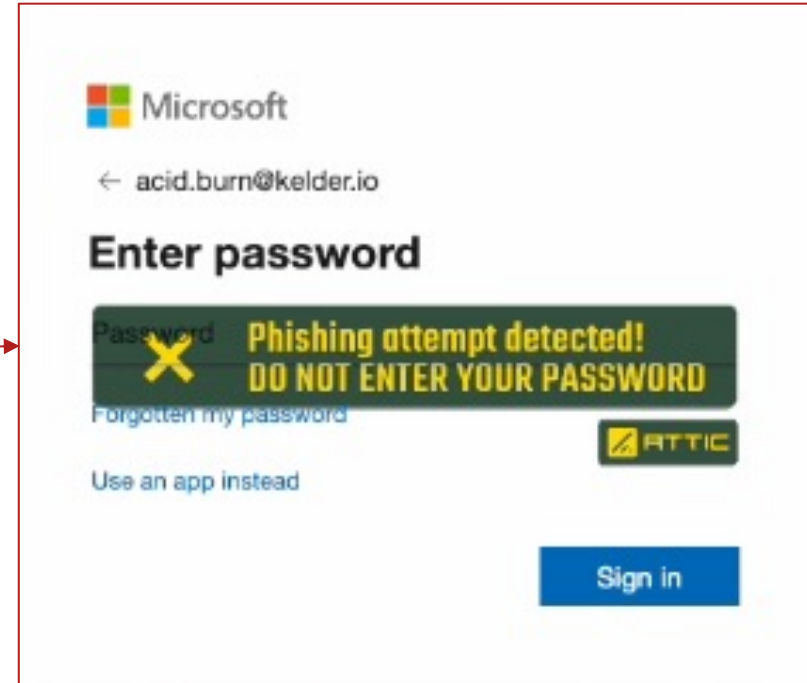 Microsoft
← acid.burn@kelder.io
Enter password
Password
Phishing attempt detected!
DO NOT ENTER YOUR PASSWORD
Forgotten my password
ATTIC
Use an app instead
Sign in